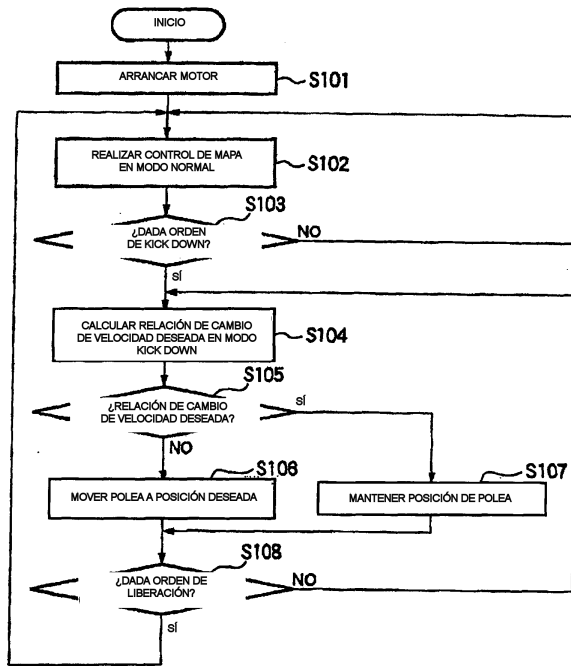 INICIO
ARRANCAR MOTOR
S101
REALIZAR CONTROL DE MAPA
EN MODO NORMAL
S102
S103
¿DADA ORDEN
DE KICK DOWN?
NO
SÍ
CALCULAR RELACIÓN DE CAMBIO
DE VELOCIDAD DESEADA EN MODO
KICK DOWN
S104
S105
¿RELACIÓN DE CAMBIO
DE VELOCIDAD DESEADA?
SÍ
NO
S106
MOVER POLEA A POSICIÓN DESEADA
S107
MANTENER POSICIÓN DE POLEA
S108
¿DADA ORDEN DE
LIBERACIÓN?
NO
SÍ